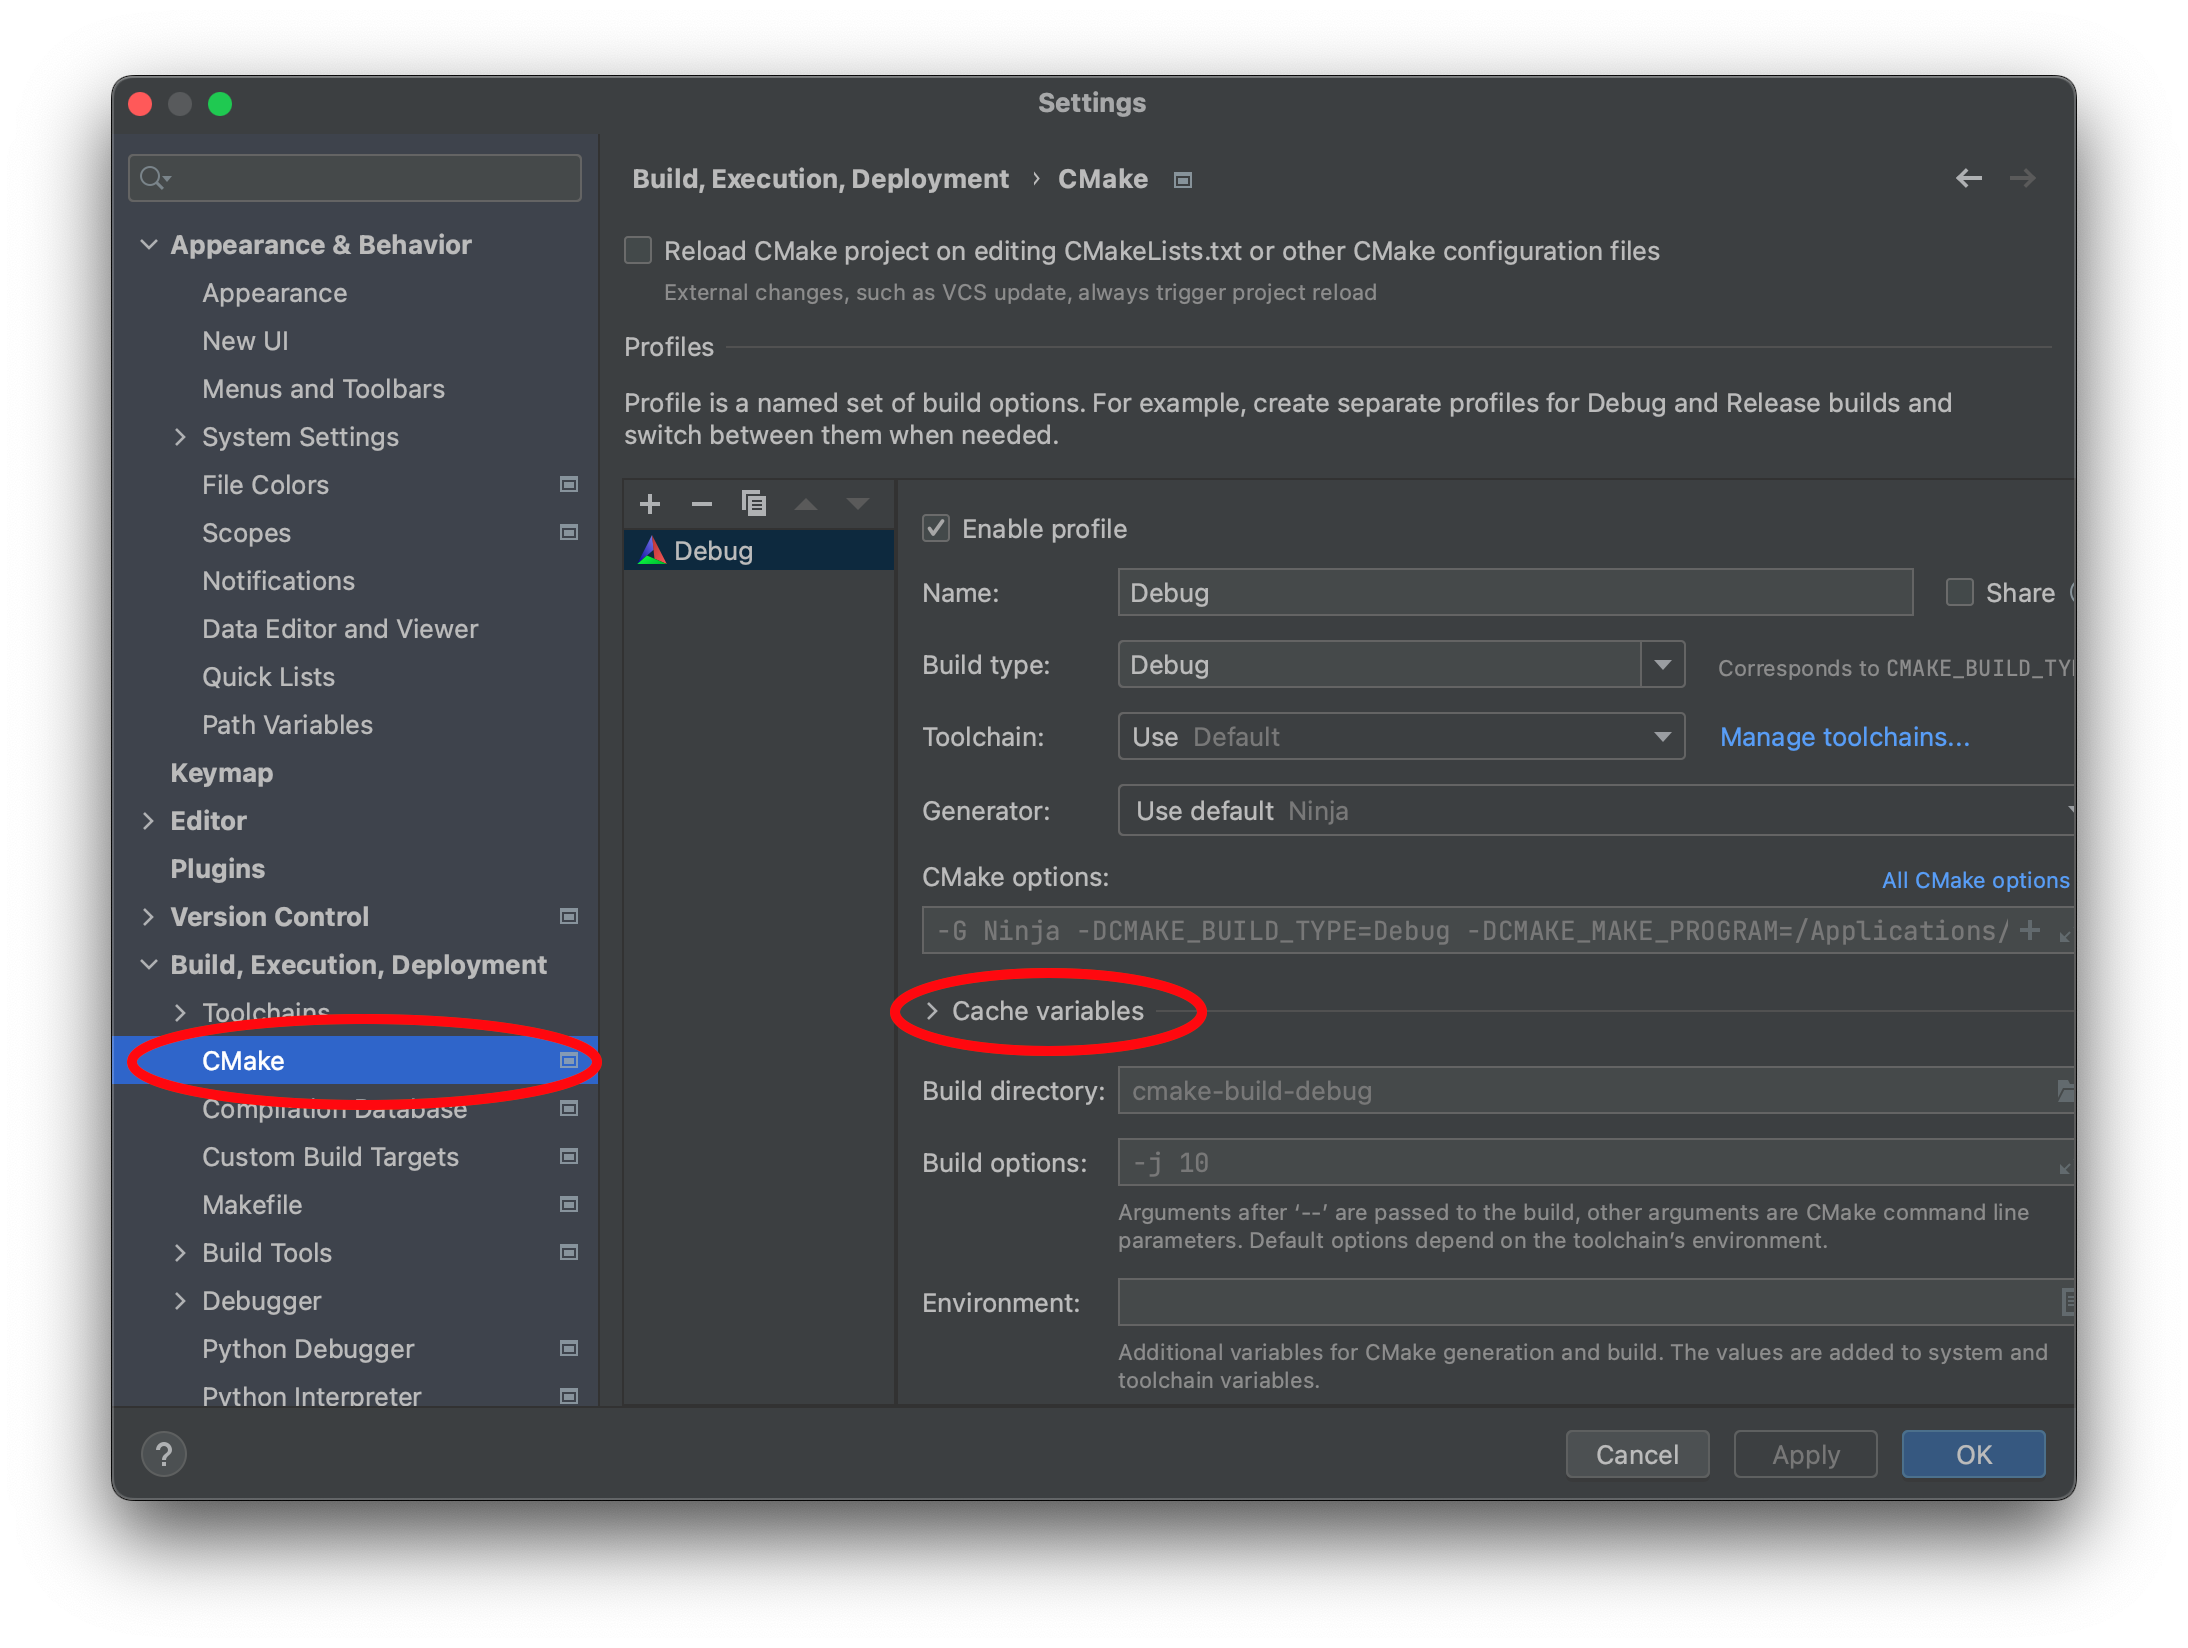 Settings
Appearance & Behavior
Appearance
New UI
Menus and Toolbars
System Settings
File Colors
Scopes
Notifications
Data Editor and Viewer
Quick Lists
Path Variables
Keymap
Editor
Plugins
Version Control
Build, Execution, Deployment
Toolchains
CMake
Compilation Database
Custom Build Targets
Makefile
Build Tools
Debugger
Python Debugger
Python Interpreter
Build, Execution, Deployment › CMake
Reload CMake project on editing CMakeLists.txt or other CMake configuration files
External changes, such as VCS update, always trigger project reload
Profiles
Profile is a named set of build options. For example, create separate profiles for Debug and Release builds and
switch between them when needed.
Debug
Enable profile
Name: Debug Share
Build type: Debug Corresponds to CMAKE_BUILD_TY
Toolchain: Use Default Manage toolchains...
Generator: Use default Ninja
CMake options: All CMake options
-G Ninja -DCMAKE_BUILD_TYPE=Debug -DCMAKE_MAKE_PROGRAM=/Applications/
Cache variables
Build directory: cmake-build-debug
Build options: -j 10
Arguments after ‘--’ are passed to the build, other arguments are CMake command line
parameters. Default options depend on the toolchain’s environment.
Environment:
Additional variables for CMake generation and build. The values are added to system and
toolchain variables.
? Cancel Apply OK